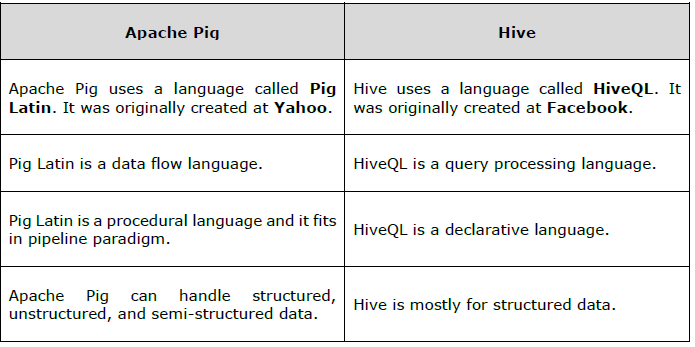 Apache Pig
Hive
Apache Pig uses a language called Pig
Latin. It was originally created at Yahoo.
Hive uses a language called HiveQL. It
was originally created at Facebook.
Pig Latin is a data flow language.
HiveQL is a query processing language.
Pig Latin is a procedural language and it fits
in pipeline paradigm.
HiveQL is a declarative language.
Apache Pig can handle structured,
unstructured, and semi-structured data.
Hive is mostly for structured data.